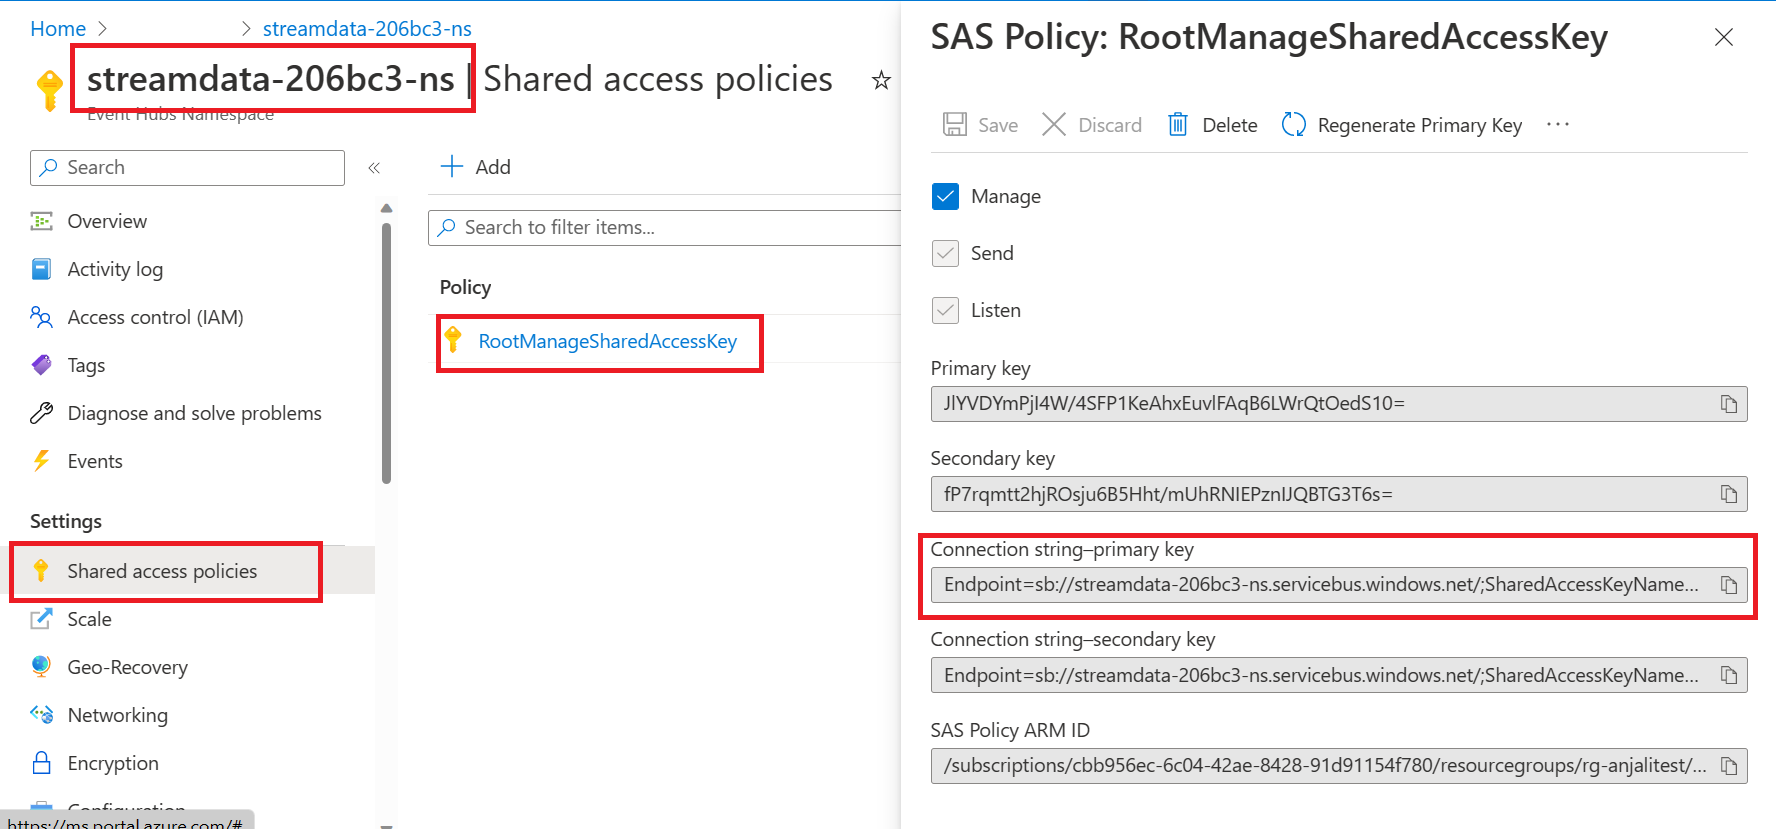 Home > > streamdata-206bc3-ns
streamdata-206bc3-ns | Shared access policies
Event Hubs Namespace
Search
«
Overview
Activity log
Access control (IAM)
Tags
Diagnose and solve problems
Events
Settings
Shared access policies
Scale
Geo-Recovery
Networking
Encryption
Configuration
https://ms.portal.azure.com/#
Add
Search to filter items...
Policy
RootManageSharedAccessKey
SAS Policy: RootManageSharedAccessKey
Save Discard Delete Regenerate Primary Key ...
Manage
Send
Listen
Primary key
JlYVDYmPjI4W/4SFP1KeAhxEuvlFAqB6LWrQtOedS10=
Secondary key
fP7rqmtt2hjROsju6B5Hht/mUhRNIEPznIJQBTG3T6s=
Connection string–primary key
Endpoint=sb://streamdata-206bc3-ns.servicebus.windows.net/;SharedAccessKeyName...
Connection string–secondary key
Endpoint=sb://streamdata-206bc3-ns.servicebus.windows.net/;SharedAccessKeyName...
SAS Policy ARM ID
/subscriptions/cbb956ec-6c04-42ae-8428-91d91154f780/resourcegroups/rg-anjalitest/...